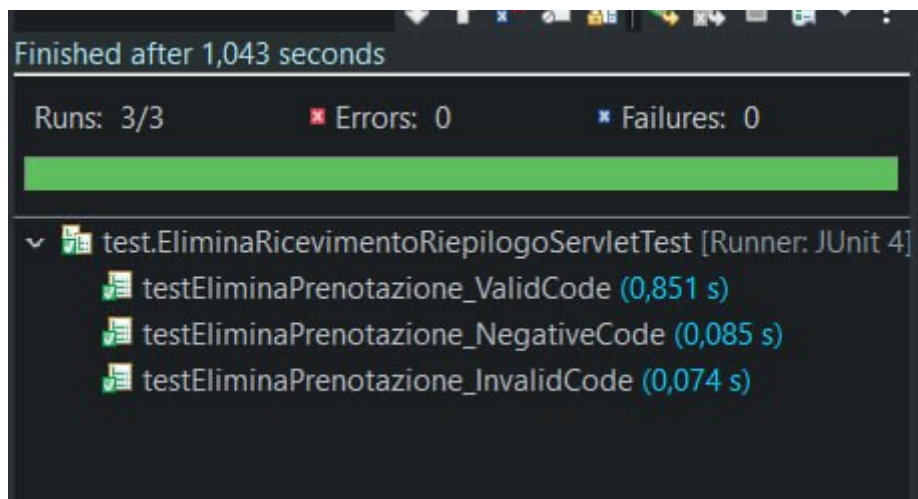 Finished after 1,043 seconds
Runs: 3/3 Errors: 0 Failures: 0
test.EliminaRicevimentoRiepilogoServletTest [Runner: JUnit 4]
testEliminaPrenotazione_ValidCode (0,851 s)
testEliminaPrenotazione_NegativeCode (0,085 s)
testEliminaPrenotazione_InvalidCode (0,074 s)